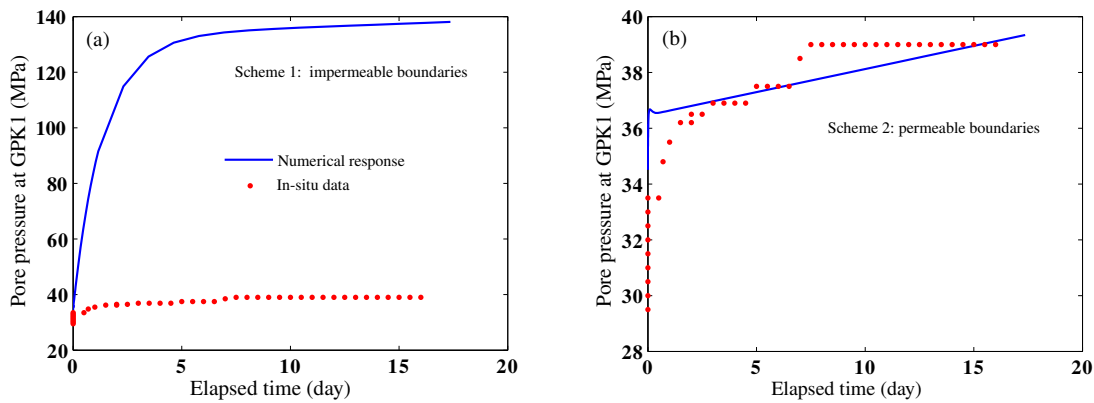 140
120
100
80
60
40
20
0
5
10
15
20
Pore pressure at GPK1 (MPa)
Elapsed time (day)
(a)
Scheme 1: impermeable boundaries
Numerical response
In-situ data
40
38
36
34
32
30
28
0
5
10
15
20
Pore pressure at GPK1 (MPa)
Elapsed time (day)
(b)
Scheme 2: permeable boundaries